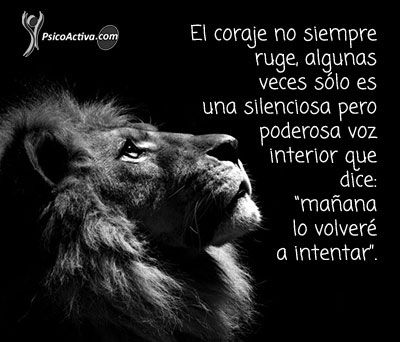 PsicoActiva.com
El coraje no siempre
ruge, algunas
veces sólo es
una silenciosa pero
poderosa voz
interior que
dice:
"mañana
lo volveré
a intentar".